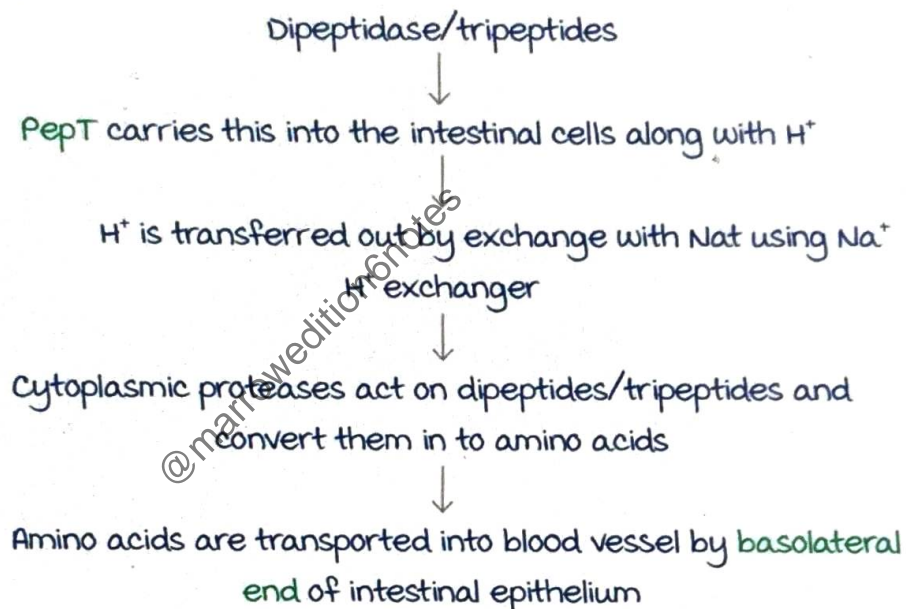 Dipeptidase/tripeptides
PepT carries this into the intestinal cells along with H⁺
H⁺ is transferred out by exchange with Nat using Na⁺
H⁺ exchanger
Cytoplasmic proteases act on dipeptides/tripeptides and
convert them in to amino acids
Amino acids are transported into blood vessel by basolateral
end of intestinal epithelium
@marrowedition6notes